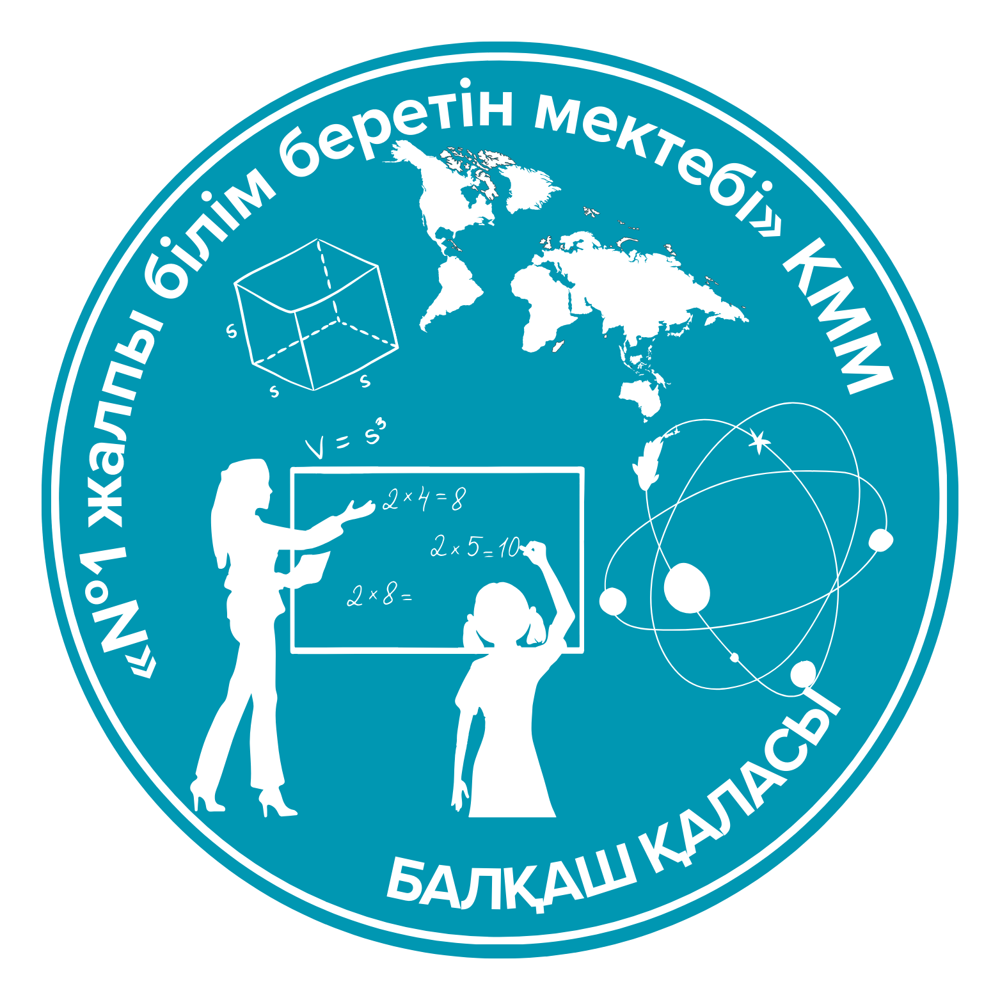 «№1 жалпы білім беретін мектебі» КММ
s
s
s
V = s³
2 × 4 = 8
2 × 5 = 10
2 × 8 =
БАЛҚАШ ҚАЛАСЫ